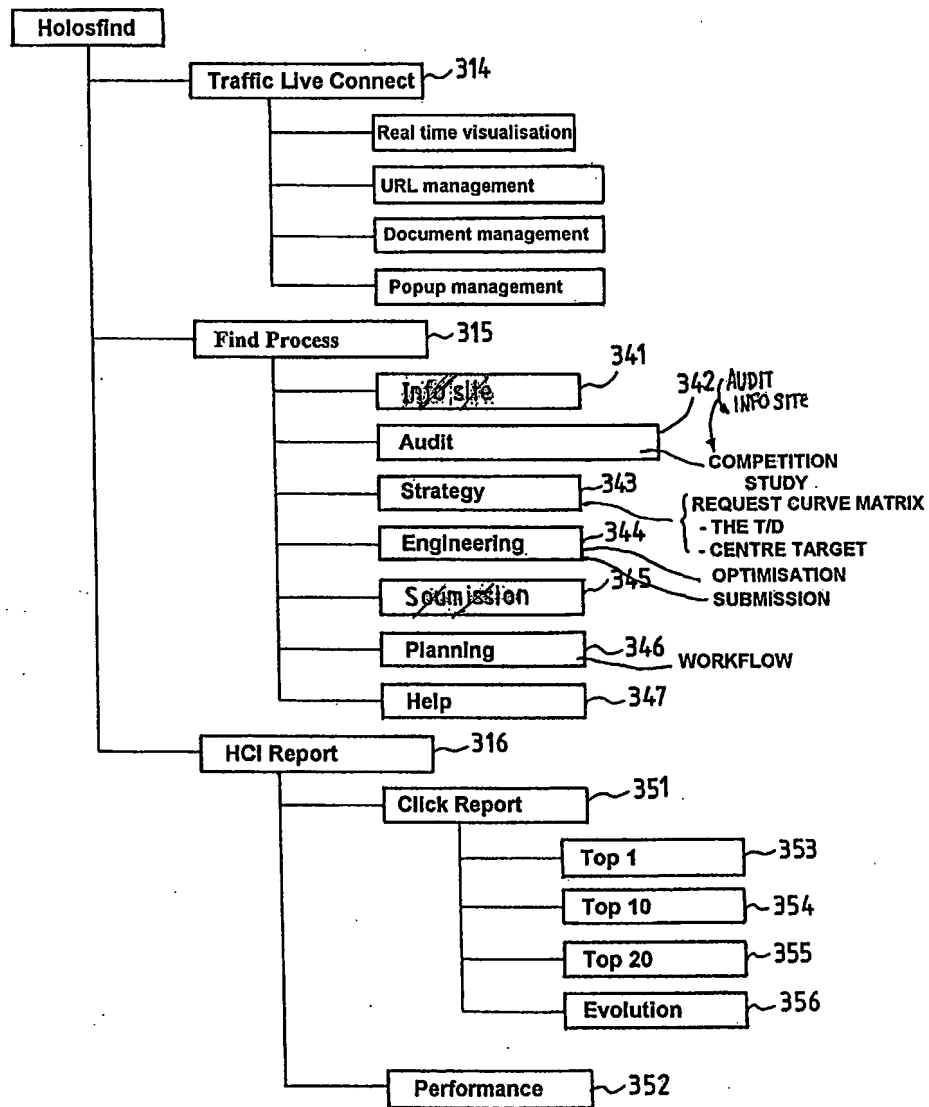 Holosfind
Traffic Live Connect
314
Real time visualisation
URL management
Document management
Popup management
Find Process
315
Info site
341
Audit
342
AUDIT
INFO SITE
COMPETITION
STUDY
Strategy
343
REQUEST CURVE MATRIX
- THE T/D
- CENTRE TARGET
Engineering
344
OPTIMISATION
SUBMISSION
Soumission
345
Planning
346
WORKFLOW
Help
347
HCI Report
316
Click Report
351
Top 1
353
Top 10
354
Top 20
355
Evolution
356
Performance
352